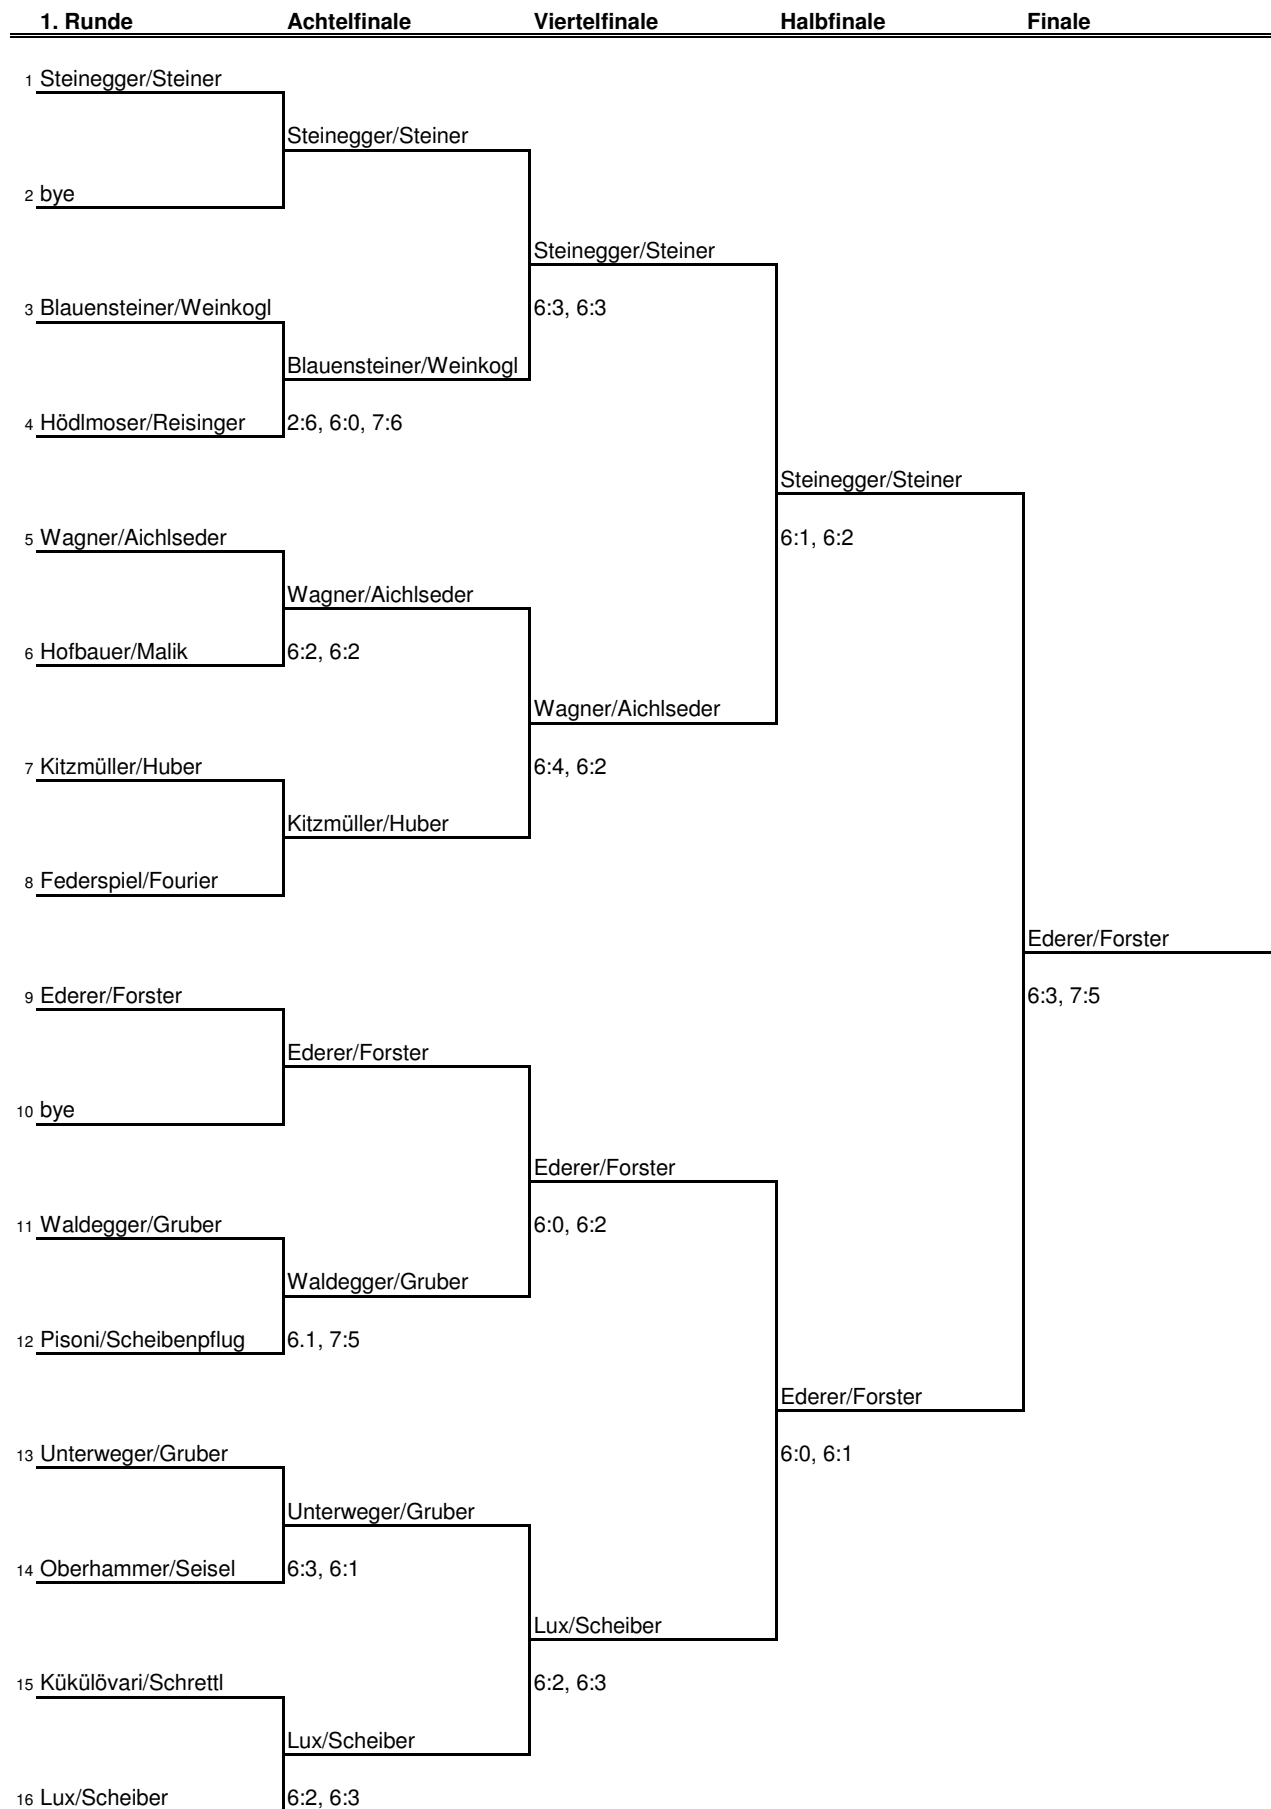 1. Runde Achtelfinale Viertelfinale Halbfinale Finale
1 Steinegger/Steiner
Steinegger/Steiner
2 bye
Steinegger/Steiner
3 Blauensteiner/Weinkogl 6:3, 6:3
Blauensteiner/Weinkogl
4 Hödlmoser/Reisinger 2:6, 6:0, 7:6
Steinegger/Steiner
5 Wagner/Aichlseder 6:1, 6:2
Wagner/Aichlseder
6 Hofbauer/Malik 6:2, 6:2
Wagner/Aichlseder
7 Kitzmüller/Huber 6:4, 6:2
Kitzmüller/Huber
8 Federspiel/Fourier
Ederer/Forster
9 Ederer/Forster 6:3, 7:5
Ederer/Forster
10 bye
Ederer/Forster
11 Waldegger/Gruber 6:0, 6:2
Waldegger/Gruber
12 Pisoni/Scheibenpflug 6.1, 7:5
Ederer/Forster
13 Unterweger/Gruber 6:0, 6:1
Unterweger/Gruber
14 Oberhammer/Seisel 6:3, 6:1
Lux/Scheiber
15 Kükülövari/Schrettl 6:2, 6:3
Lux/Scheiber
16 Lux/Scheiber 6:2, 6:3